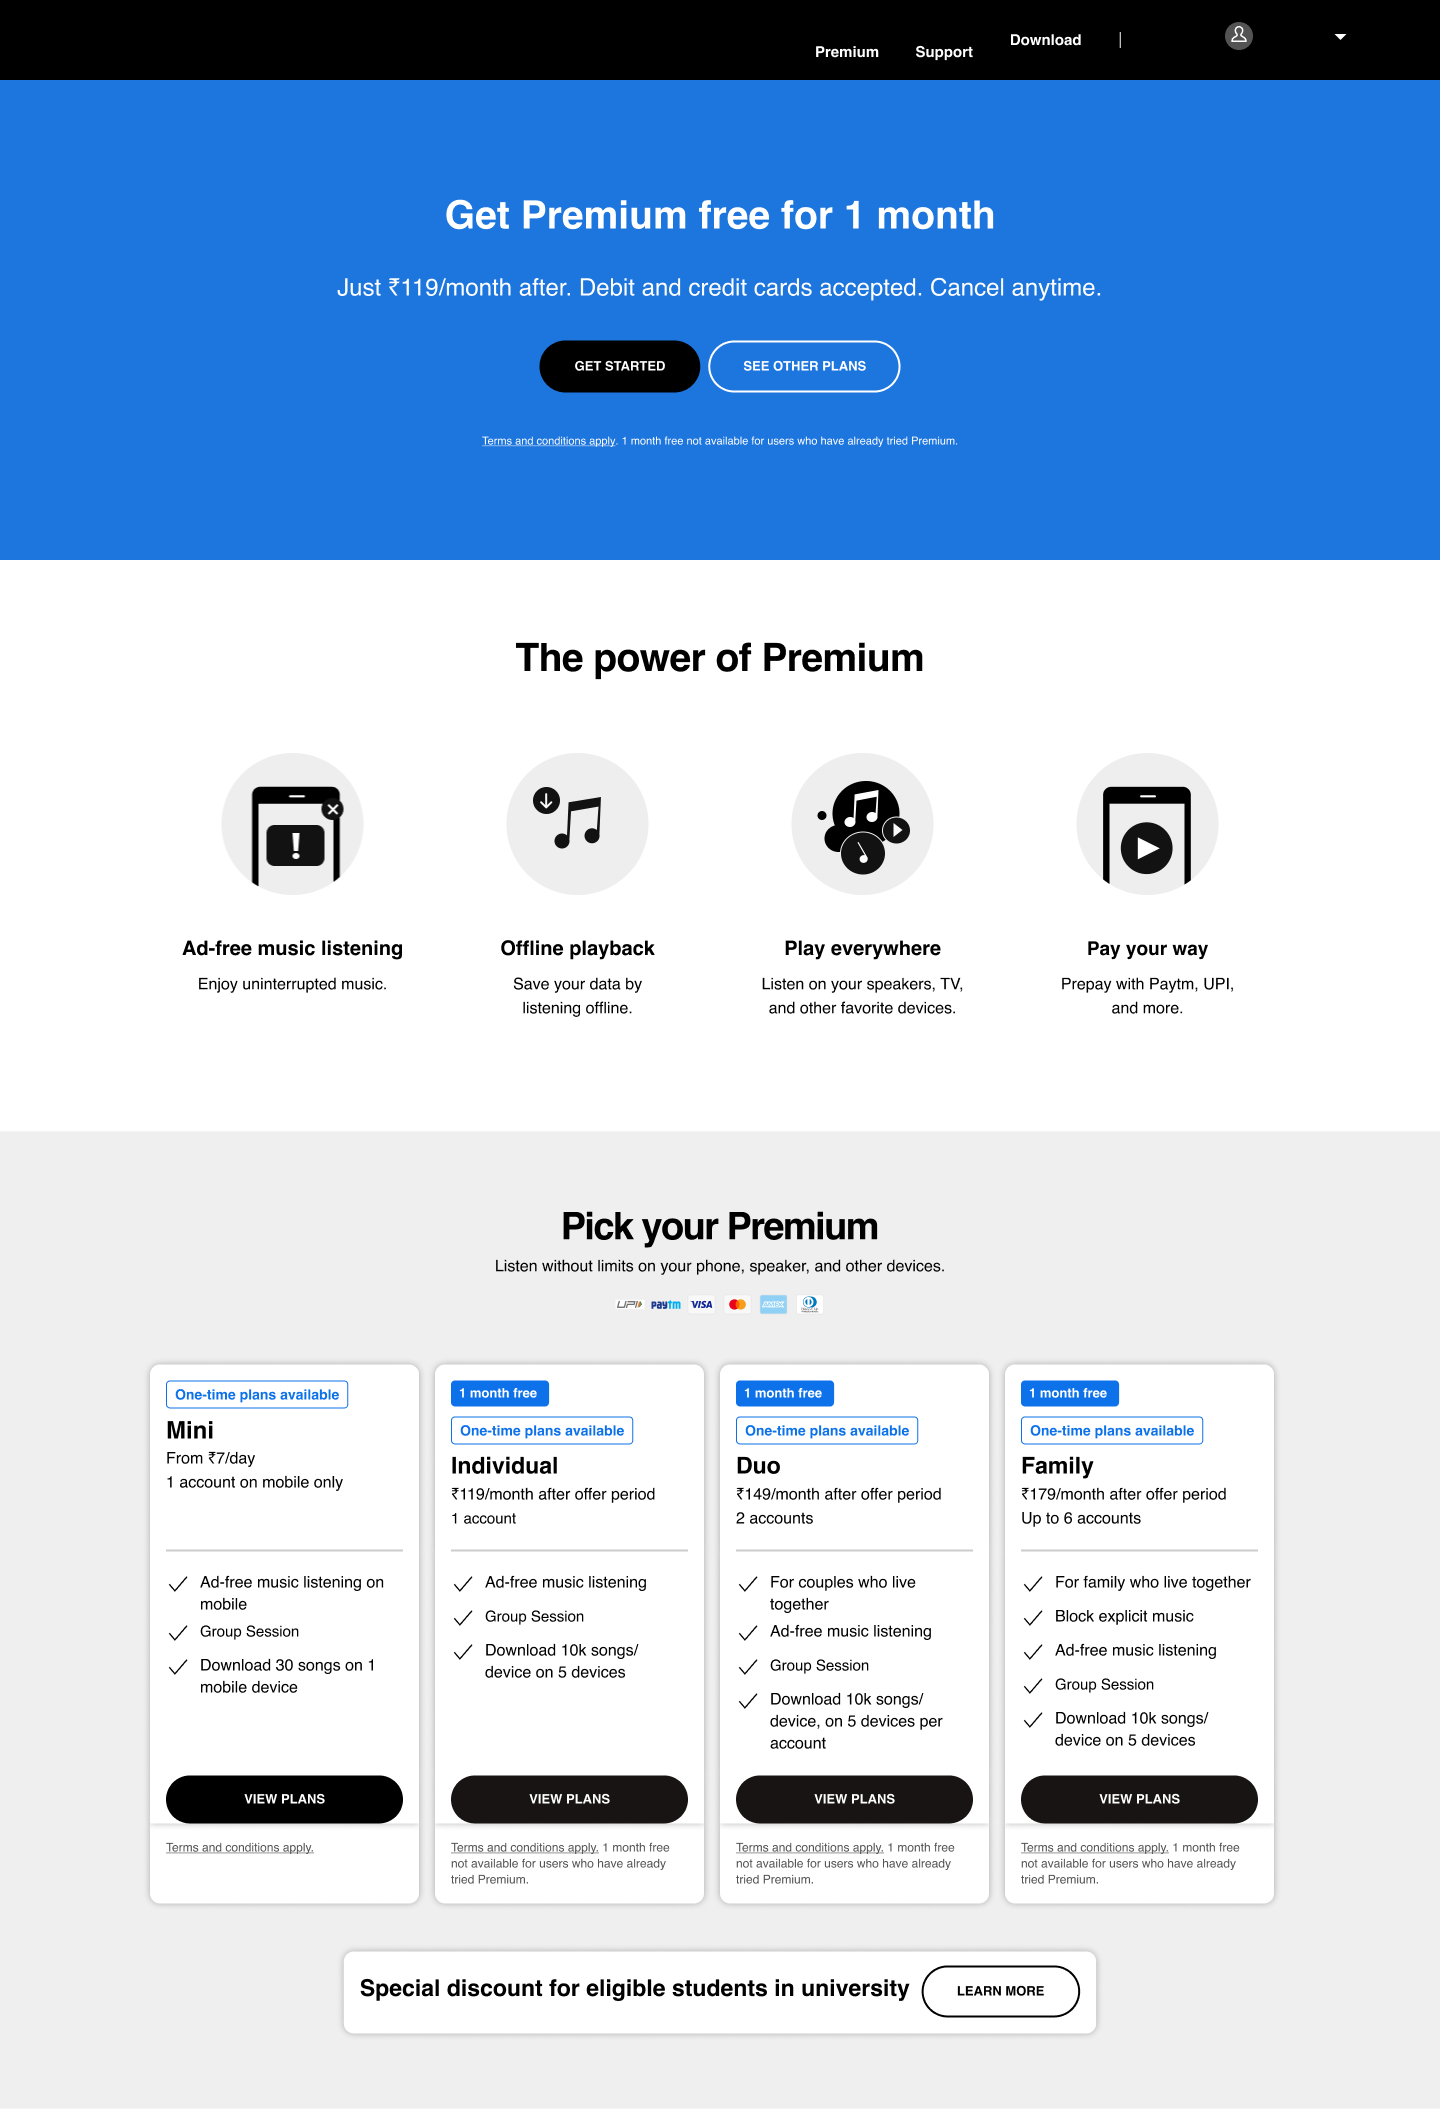 Premium
Support
Download
Get Premium free for 1 month
Just ₹119/month after. Debit and credit cards accepted. Cancel anytime.
GET STARTED
SEE OTHER PLANS
Terms and conditions apply. 1 month free not available for users who have already tried Premium.
The power of Premium
Ad-free music listening
Enjoy uninterrupted music.
Offline playback
Save your data by
listening offline.
Play everywhere
Listen on your speakers, TV,
and other favorite devices.
Pay your way
Prepay with Paytm, UPI,
and more.
Pick your Premium
Listen without limits on your phone, speaker, and other devices.
UPI paytm VISA
One-time plans available
Mini
From ₹7/day
1 account on mobile only
Ad-free music listening on
mobile
Group Session
Download 30 songs on 1
mobile device
VIEW PLANS
Terms and conditions apply.
1 month free
One-time plans available
Individual
₹119/month after offer period
1 account
Ad-free music listening
Group Session
Download 10k songs/
device on 5 devices
VIEW PLANS
Terms and conditions apply. 1 month free
not available for users who have already
tried Premium.
1 month free
One-time plans available
Duo
₹149/month after offer period
2 accounts
For couples who live
together
Ad-free music listening
Group Session
Download 10k songs/
device, on 5 devices per
account
VIEW PLANS
Terms and conditions apply. 1 month free
not available for users who have already
tried Premium.
1 month free
One-time plans available
Family
₹179/month after offer period
Up to 6 accounts
For family who live together
Block explicit music
Ad-free music listening
Group Session
Download 10k songs/
device on 5 devices
VIEW PLANS
Terms and conditions apply. 1 month free
not available for users who have already
tried Premium.
Special discount for eligible students in university
LEARN MORE